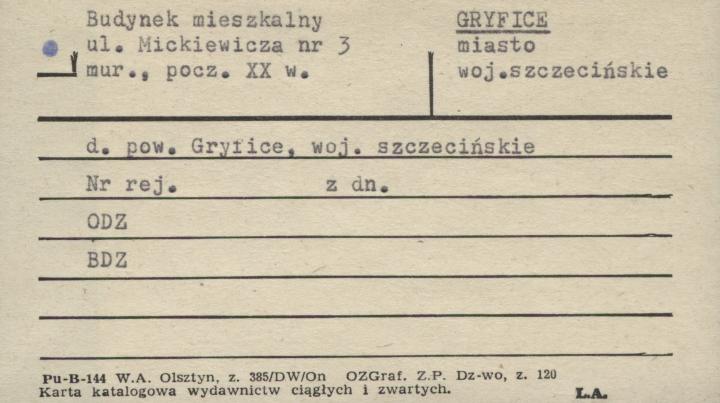 Budynek mieszkalny
ul. Mickiewicza nr 3
mur., pocz. XX w.
GRYFICE
miasto
woj.szczecińskie
d. pow. Gryfice, woj. szczecińskie
Nr rej. z dn.
ODZ
BDZ
Pu-B-144 W.A. Olsztyn, z. 385/DW/On OZGraf. Z.P. Dz-wo, z. 120
Karta katalogowa wydawnictw ciągłych i zwartych.
L.A.